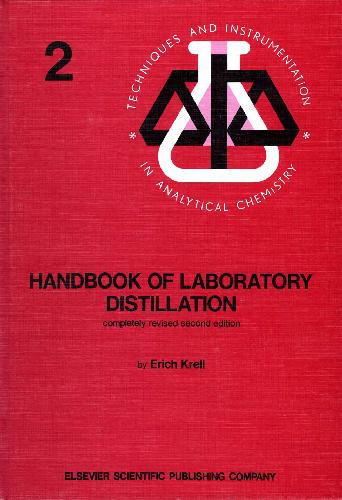 2
* TECHNIQUES AND INSTRUMENTATION *
IN ANALYTICAL CHEMISTRY
HANDBOOK OF LABORATORY
DISTILLATION
completely revised second edition
by Erich Krell
ELSEVIER SCIENTIFIC PUBLISHING COMPANY